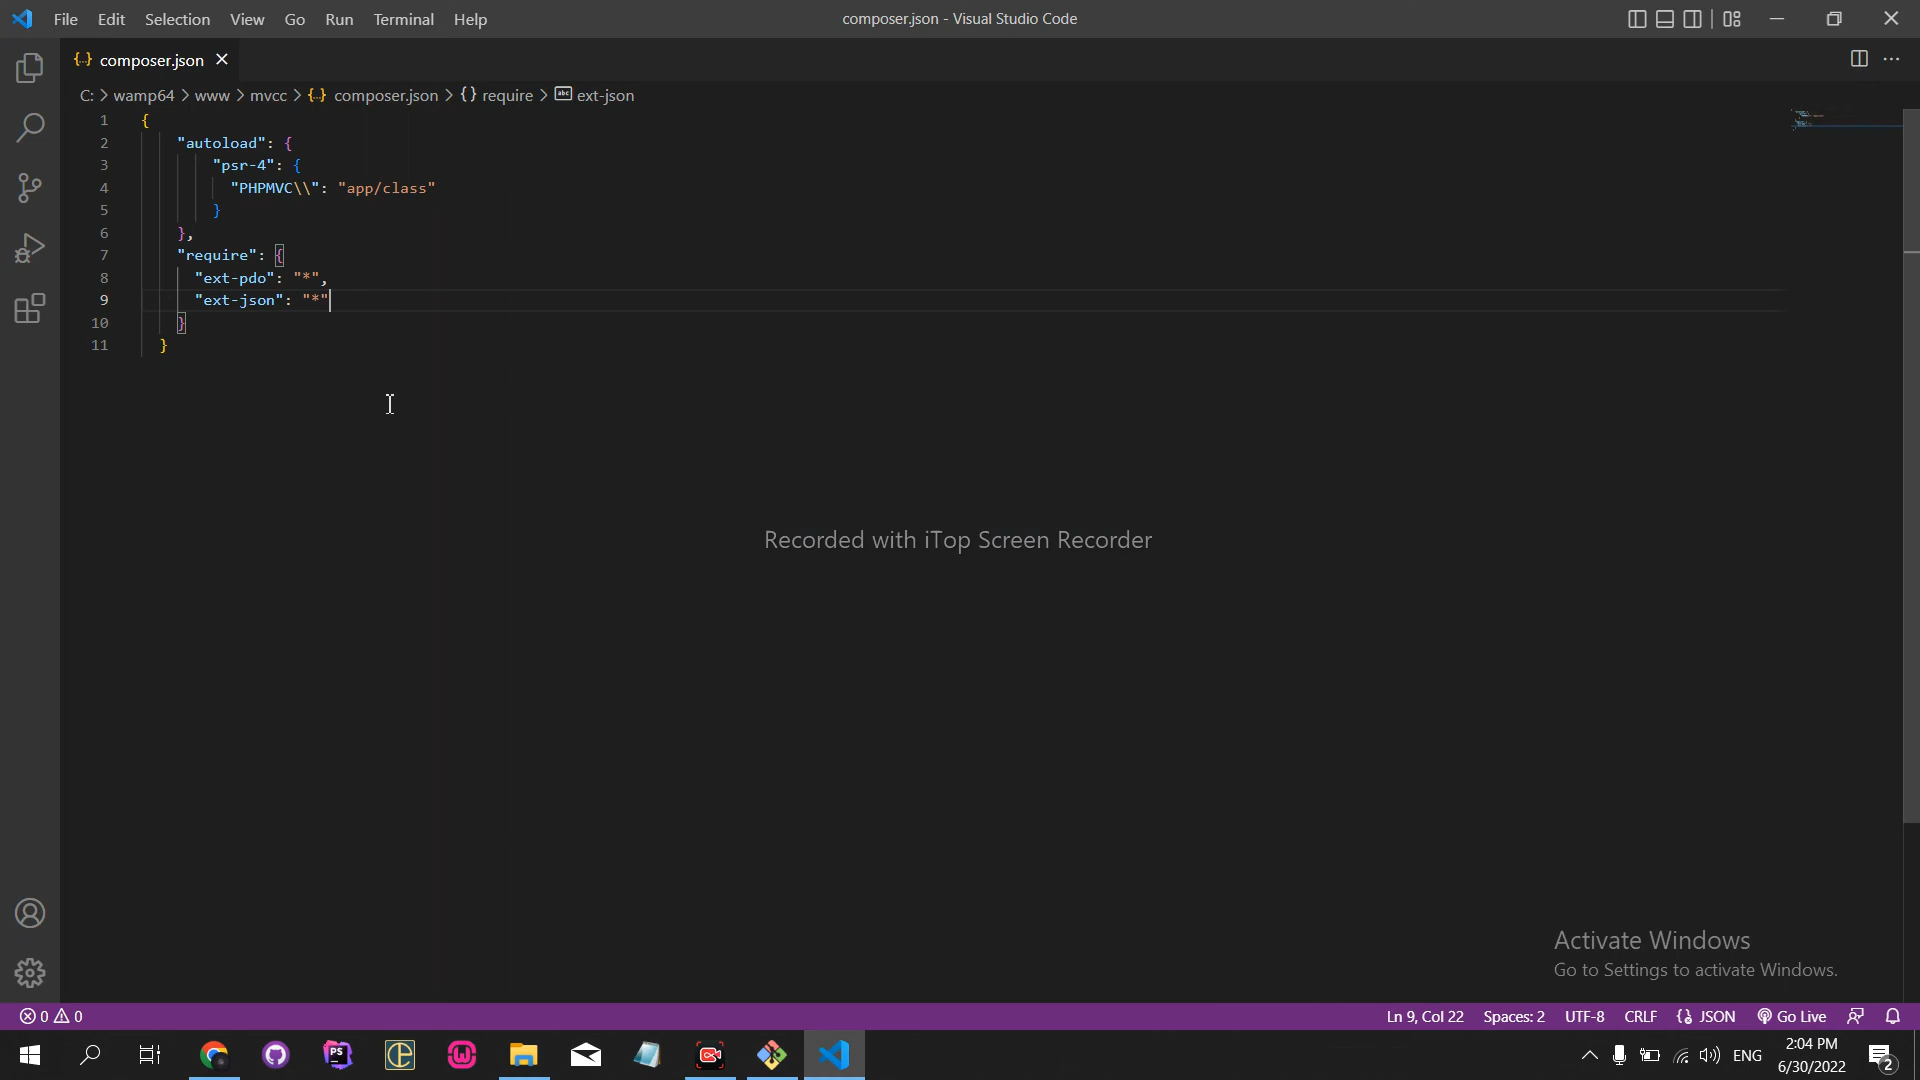 File Edit Selection View Go Run Terminal Help
composer.json - Visual Studio Code
composer.json
C: > wamp64 > www > mvcc > {..} composer.json > {} require > abc ext-json
1 {
2 "autoload": {
3 "psr-4": {
4 "PHPMVC\\": "app/class"
5 }
6 },
7 "require": {
8 "ext-pdo": "*",
9 "ext-json": "*"
10 }
11 }
Recorded with iTop Screen Recorder
Activate Windows
Go to Settings to activate Windows.
0 0
Ln 9, Col 22 Spaces: 2 UTF-8 CRLF JSON Go Live
PS
ENG
2:04 PM
6/30/2022
2